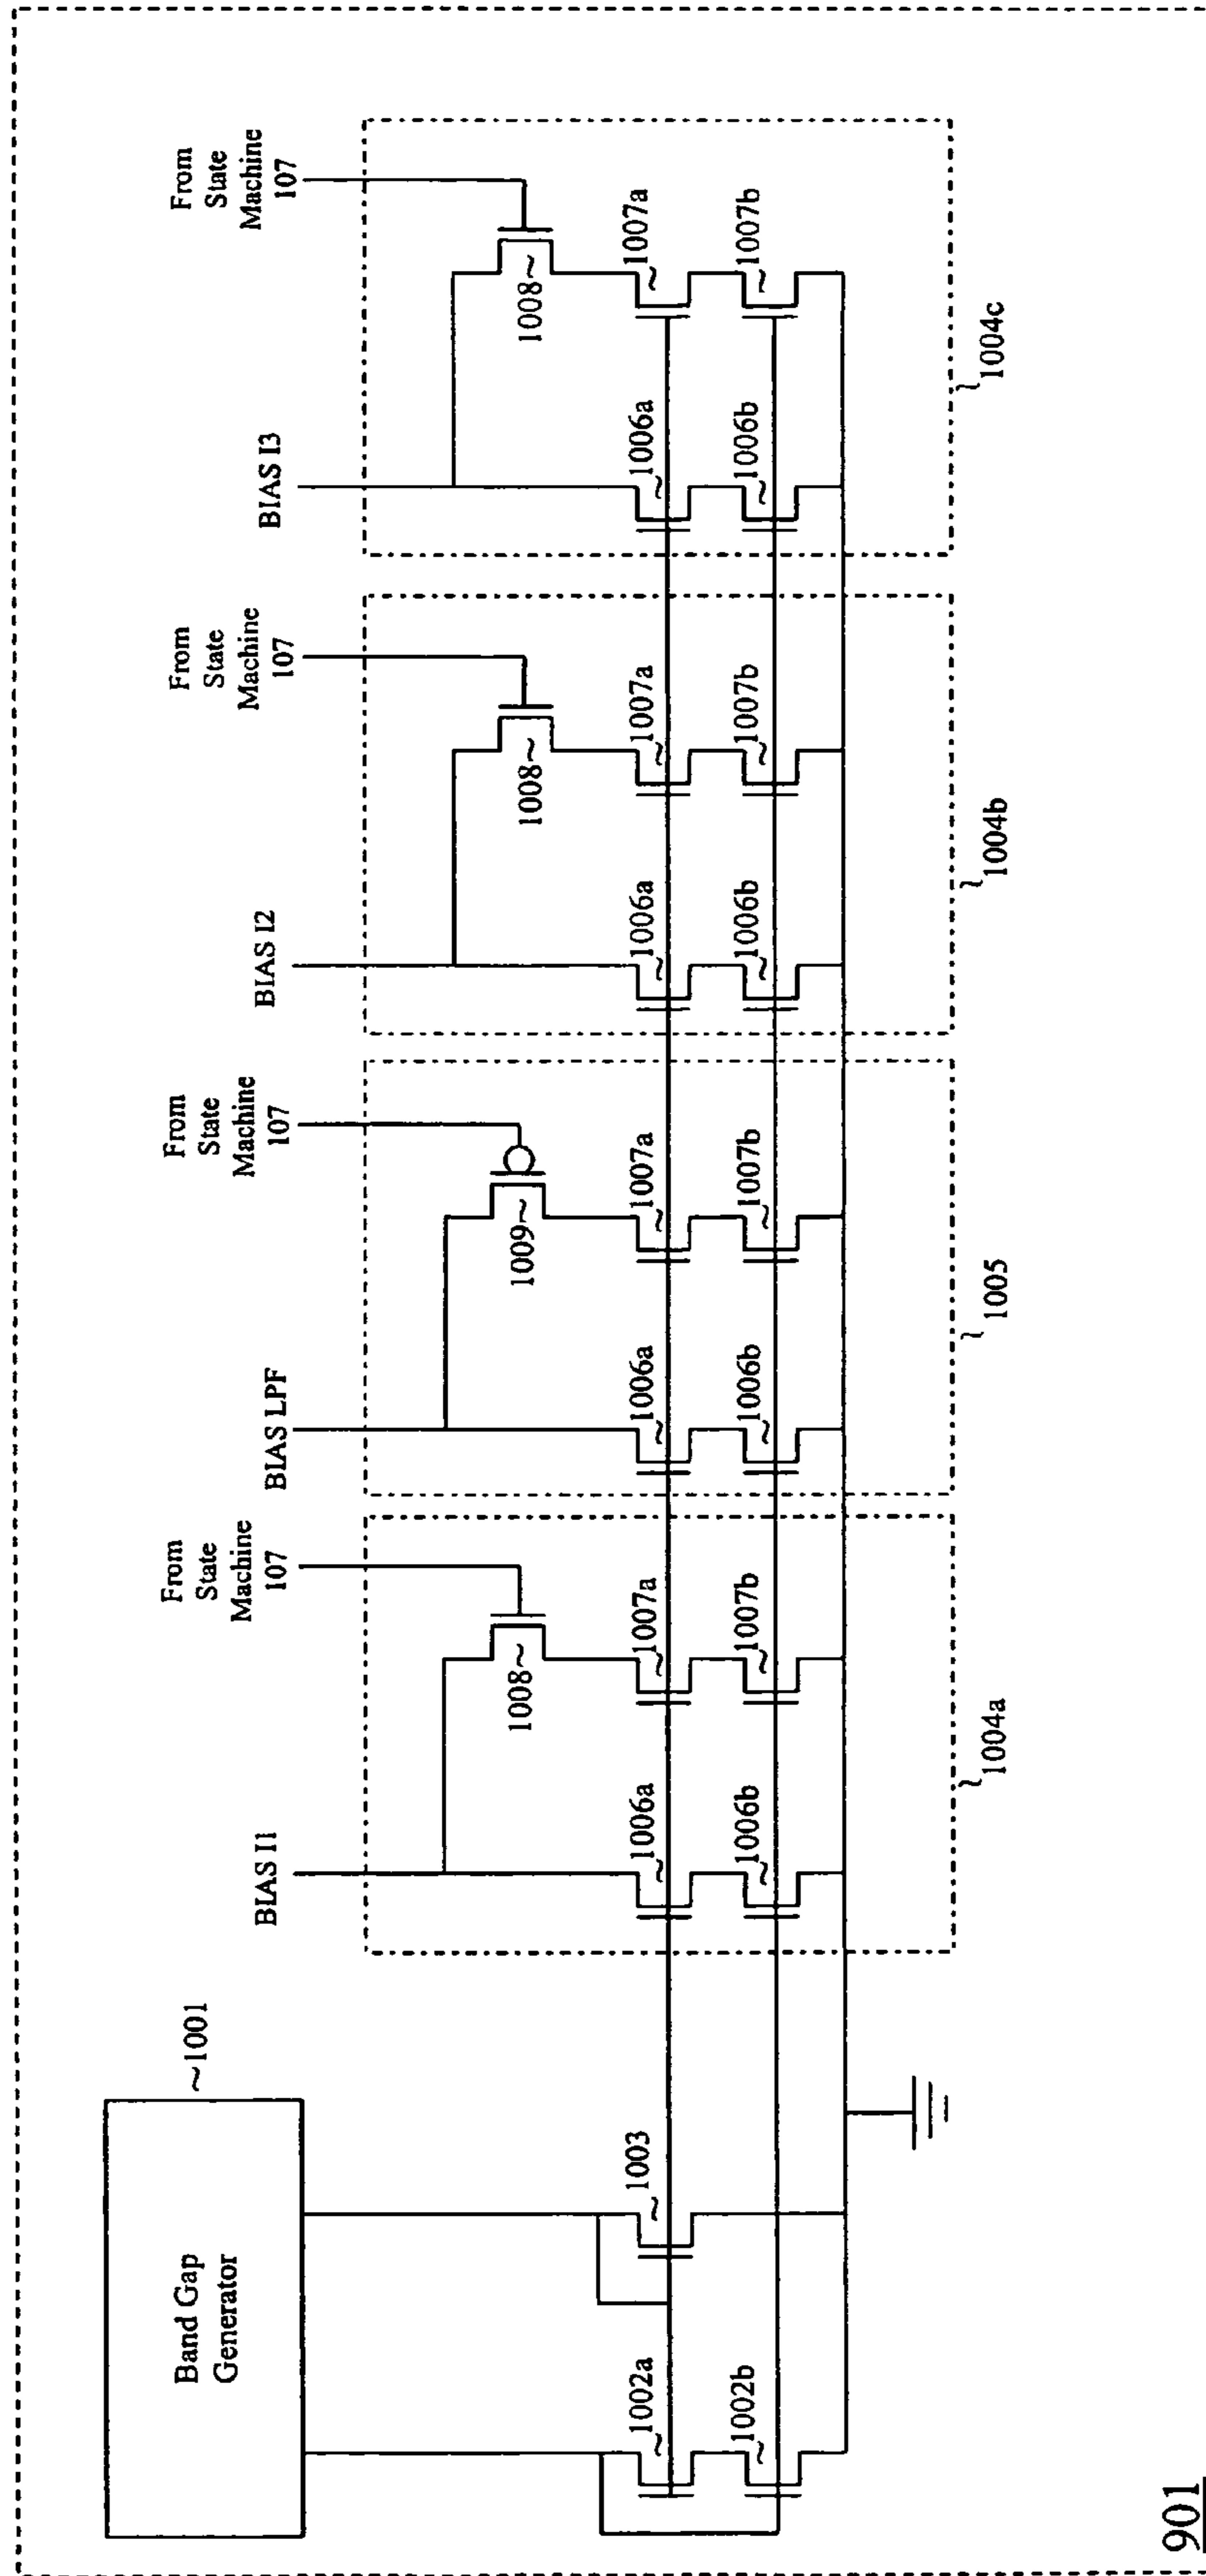 Band Gap
Generator
1001
From
State
Machine
107
From
State
Machine
107
From
State
Machine
107
From
State
Machine
107
BIAS I1
BIAS LPF
BIAS I2
BIAS I3
1008
1009
1008
1008
1002a
1003
1006a
1007a
1006a
1007a
1006a
1007a
1006a
1007a
1002b
1006b
1007b
1006b
1007b
1006b
1007b
1006b
1007b
1004a
1005
1004b
1004c
901